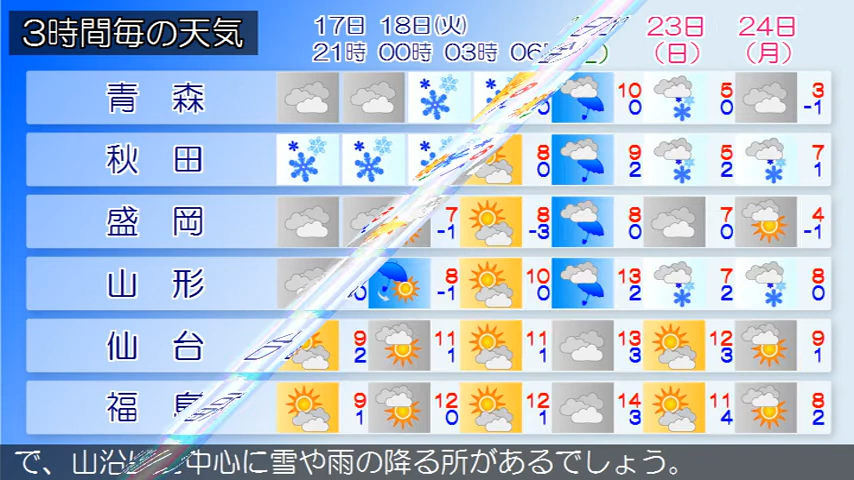 3時間毎の天気
17日 18日(火) 23日 24日
21時 00時 03時 06 (日) (月)
青森 0 10 0 5 0 3 -1
秋田 8 0 9 2 5 2 7 1
盛岡 7 -1 8 -3 8 0 7 0 4 -1
山形 0 8 -1 10 0 13 2 7 2 8 0
仙台 9 2 11 1 11 1 13 3 12 3 9 1
福島 9 1 12 0 12 1 14 3 11 4 8 2
で、山沿 中心に雪や雨の降る所があるでしょう。